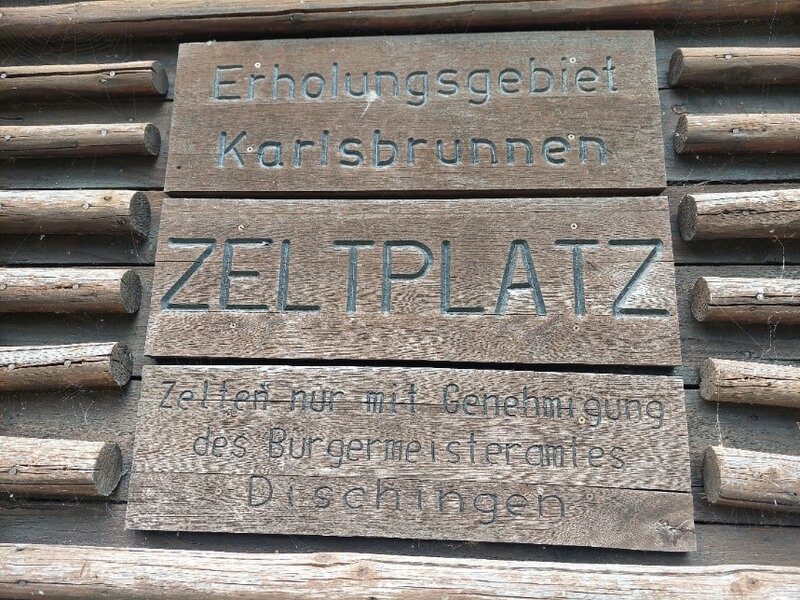 Erholungsgebiet
Karlsbrunnen
ZELTPLATZ
Zelten nur mit Genehmigung
des Bürgermeisteramtes
Dischingen